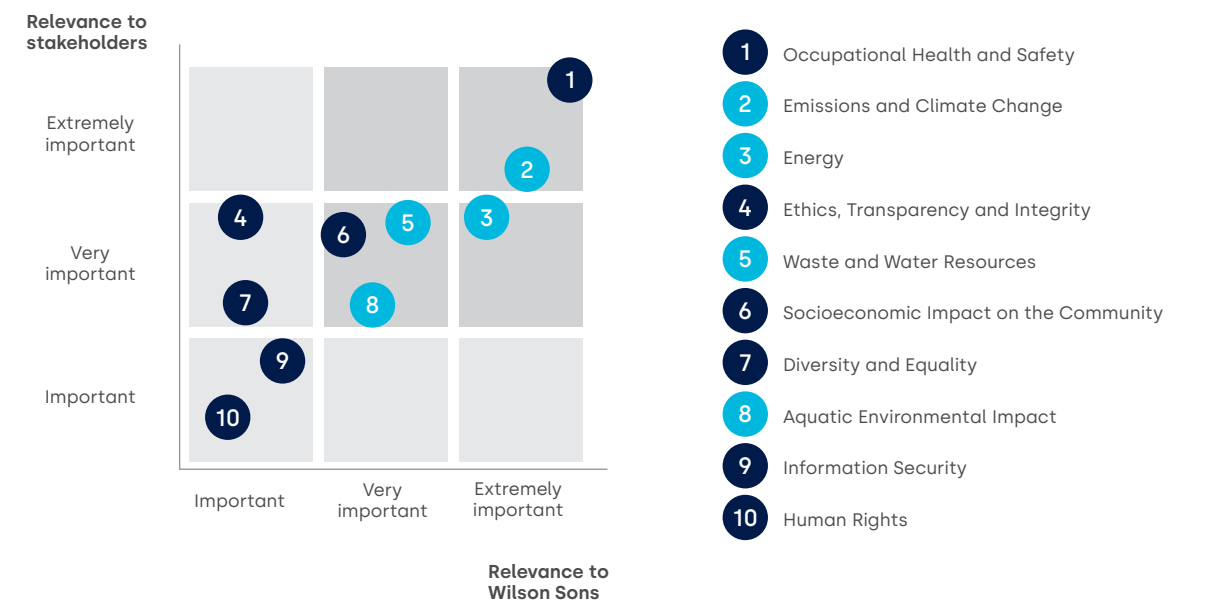 Relevance to
stakeholders
Extremely
important
Very
important
Important
1
2
3
4
5
6
7
8
9
10
Important
Very
important
Extremely
important
Relevance to
Wilson Sons
1 Occupational Health and Safety
2 Emissions and Climate Change
3 Energy
4 Ethics, Transparency and Integrity
5 Waste and Water Resources
6 Socioeconomic Impact on the Community
7 Diversity and Equality
8 Aquatic Environmental Impact
9 Information Security
10 Human Rights